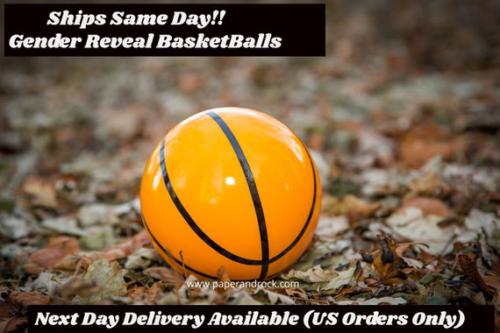 Ships Same Day!!
Gender Reveal BasketBalls
www.paperandrock.com
Next Day Delivery Available (US Orders Only)